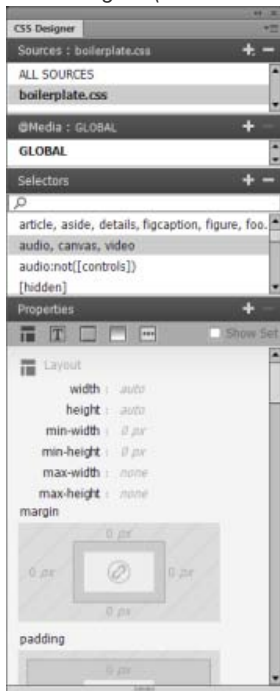 CSS Designer
Sources : boilerplate.css
ALL SOURCES
boilerplate.css
@Media : GLOBAL
GLOBAL
Selectors
article, aside, details, figcaption, figure, foo.
audio, canvas, video
audio:not([controls])
[hidden]
Properties
T
Show Set
Layout
width : auto
height : auto
min-width : 0 px
min-height : 0 px
max-width : none
max-height : none
margin
0 px
0 px 0 px
0 px
padding
0 px